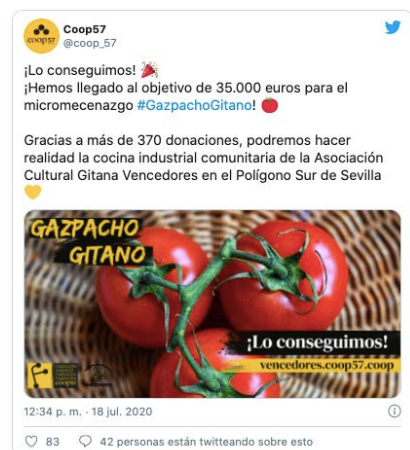 Coop57
@coop_57
coop57
¡Lo conseguimos!
¡Hemos llegado al objetivo de 35.000 euros para el
micromecenazgo #GazpachoGitano!
Gracias a más de 370 donaciones, podremos hacer
realidad la cocina industrial comunitaria de la Asociación
Cultural Gitana Vencedores en el Polígono Sur de Sevilla
GAZPACHO
GITANO
¡Lo conseguimos!
vencedores.coop57.coop
12:34 p. m. · 18 jul. 2020
83
42 personas están twitteando sobre esto